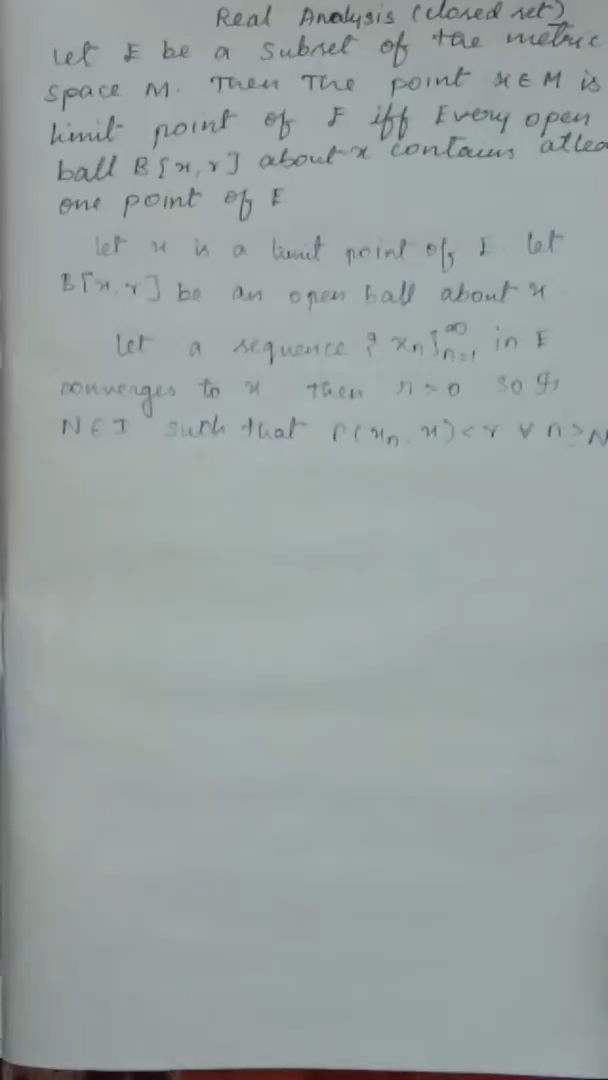 Real Analysis (closed set)
Let E be a subset of the metric
space M. Then The point x ∈ M is
limit point of E iff Every open
ball B[x, r] about x contains atlea
one point of E
let x is a limit point of E. let
B[x, r] be an open ball about x
Let a sequence {xn}∞n=1 in E
converges to x then r>0 so
N ∈ I such that ρ(xn, x) < r ∀ n ≥ N